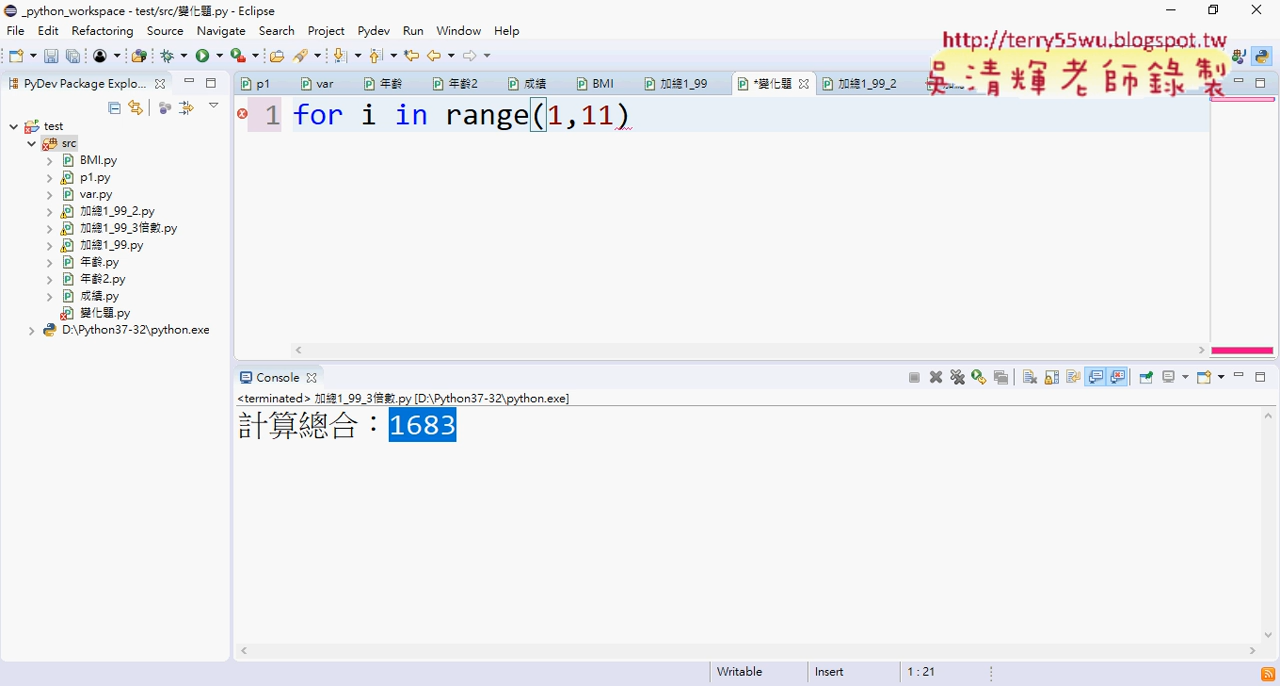 _python_workspace - test/src/變化題.py - Eclipse
File Edit Refactoring Source Navigate Search Project Pydev Run Window Help
http://terry55wu.blogspot.tw
吳清輝老師錄製
PyDev Package Explo...
p1 var 年齡 年齡2 成績 BMI 加總1_99 *變化題 加總1_99_2
1 for i in range(1,11)
test
src
BMI.py
p1.py
var.py
加總1_99_2.py
加總1_99_3倍數.py
加總1_99.py
年齡.py
年齡2.py
成績.py
變化題.py
D:\Python37-32\python.exe
Console
<terminated> 加總1_99_3倍數.py [D:\Python37-32\python.exe]
計算總合：1683
Writable Insert 1 : 21